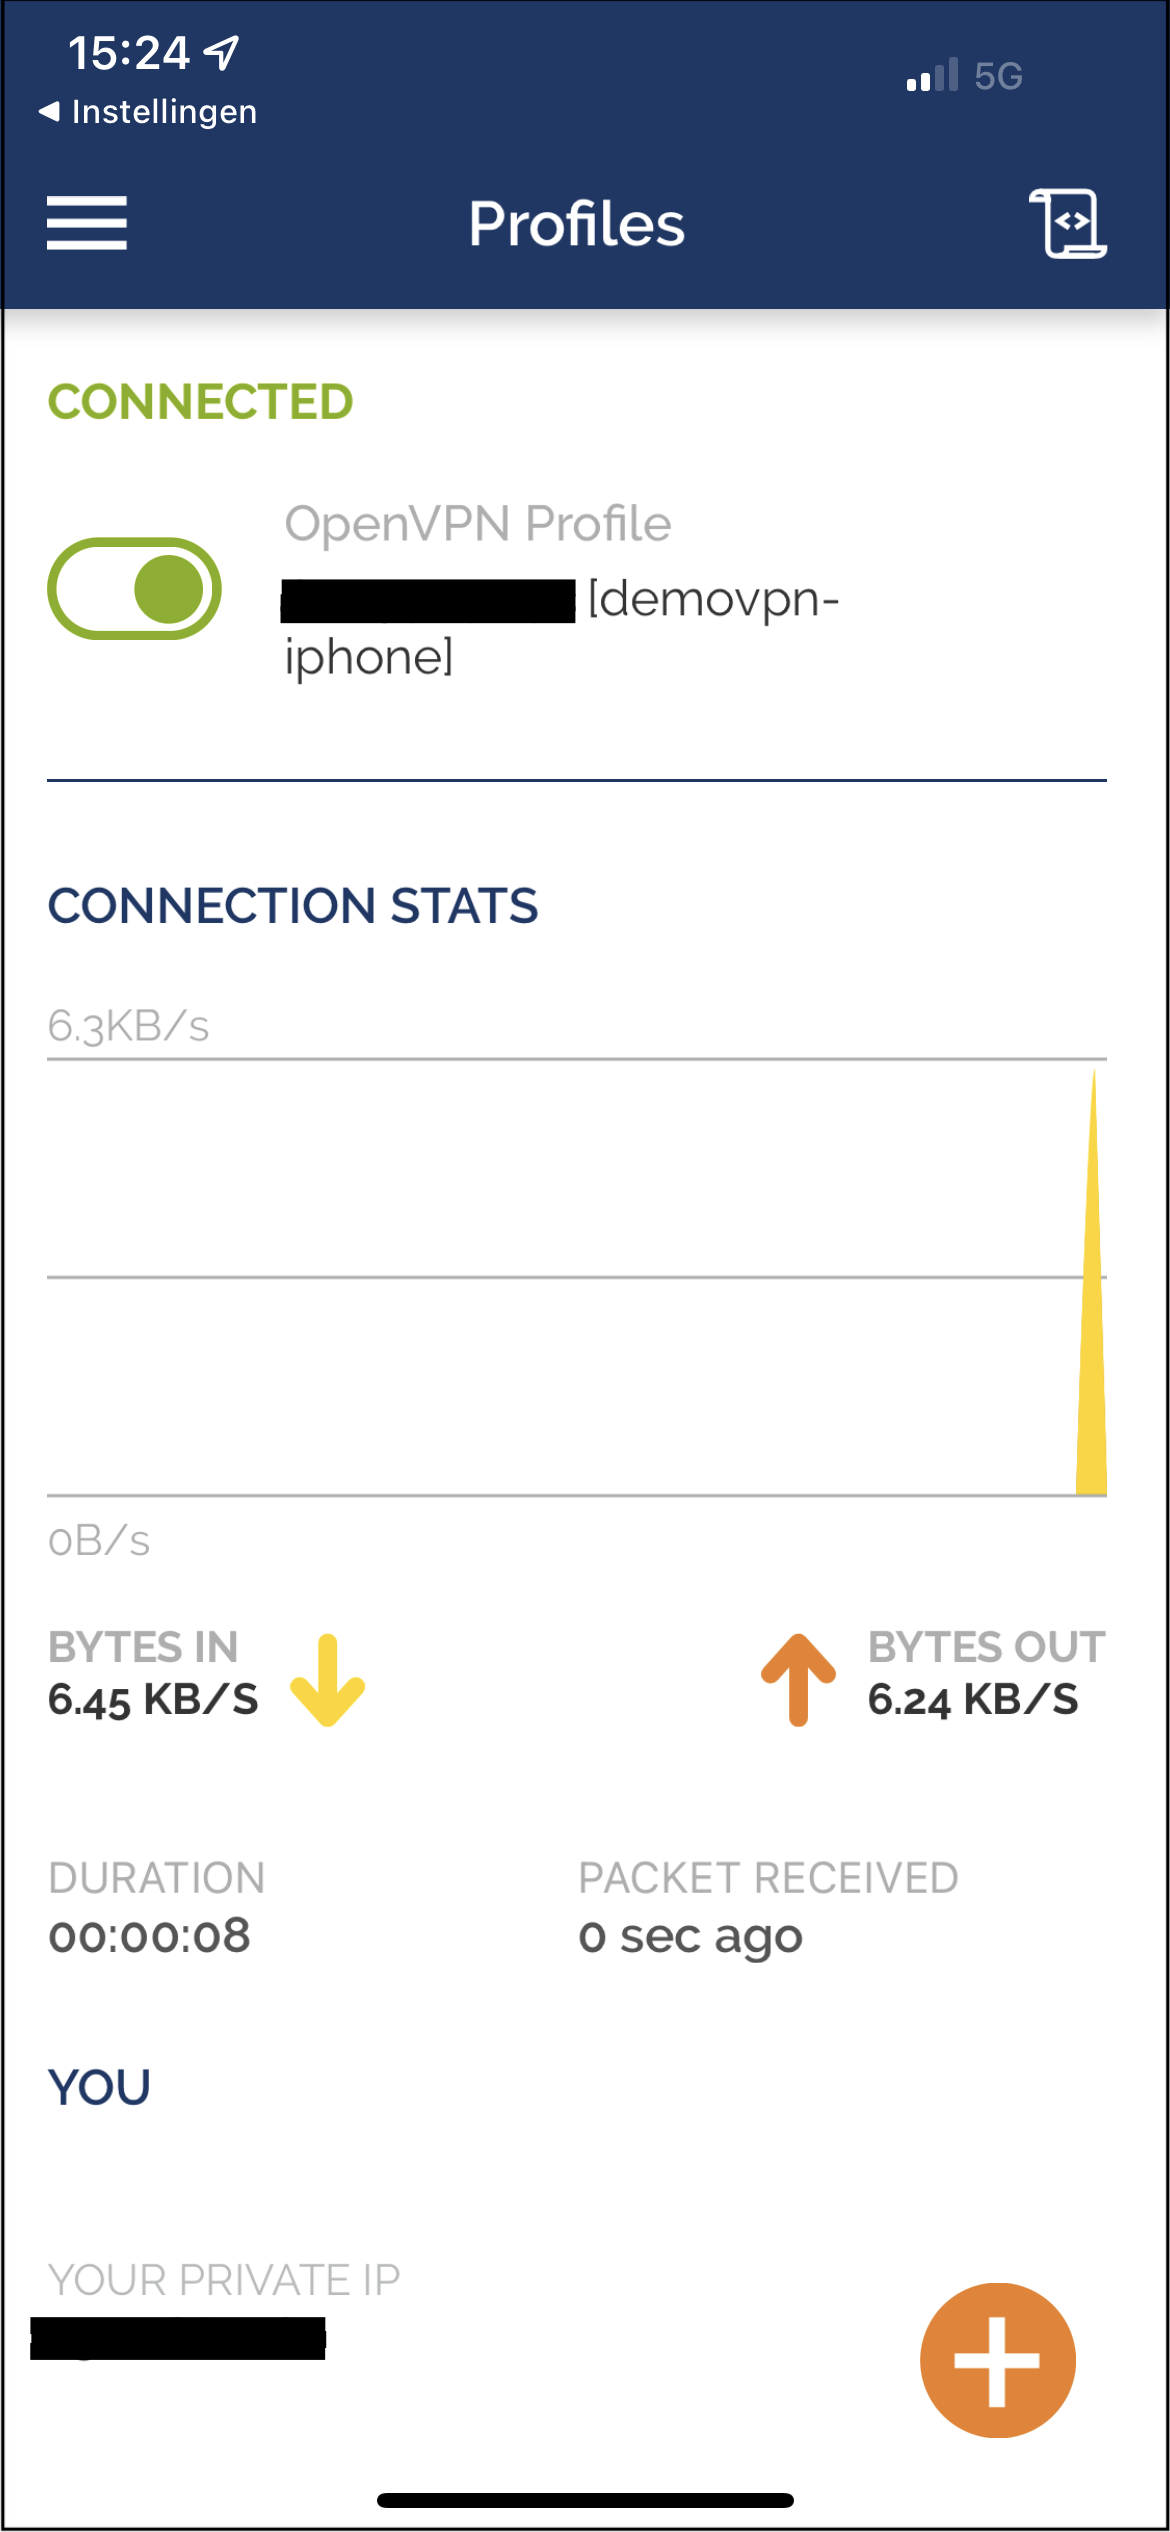 15:24
◀ Instellingen
5G
Profiles
CONNECTED
OpenVPN Profile
[demovpn-
iphone]
CONNECTION STATS
6.3KB/s
0B/s
BYTES IN
6.45 KB/S
BYTES OUT
6.24 KB/S
DURATION
00:00:08
PACKET RECEIVED
0 sec ago
YOU
YOUR PRIVATE IP